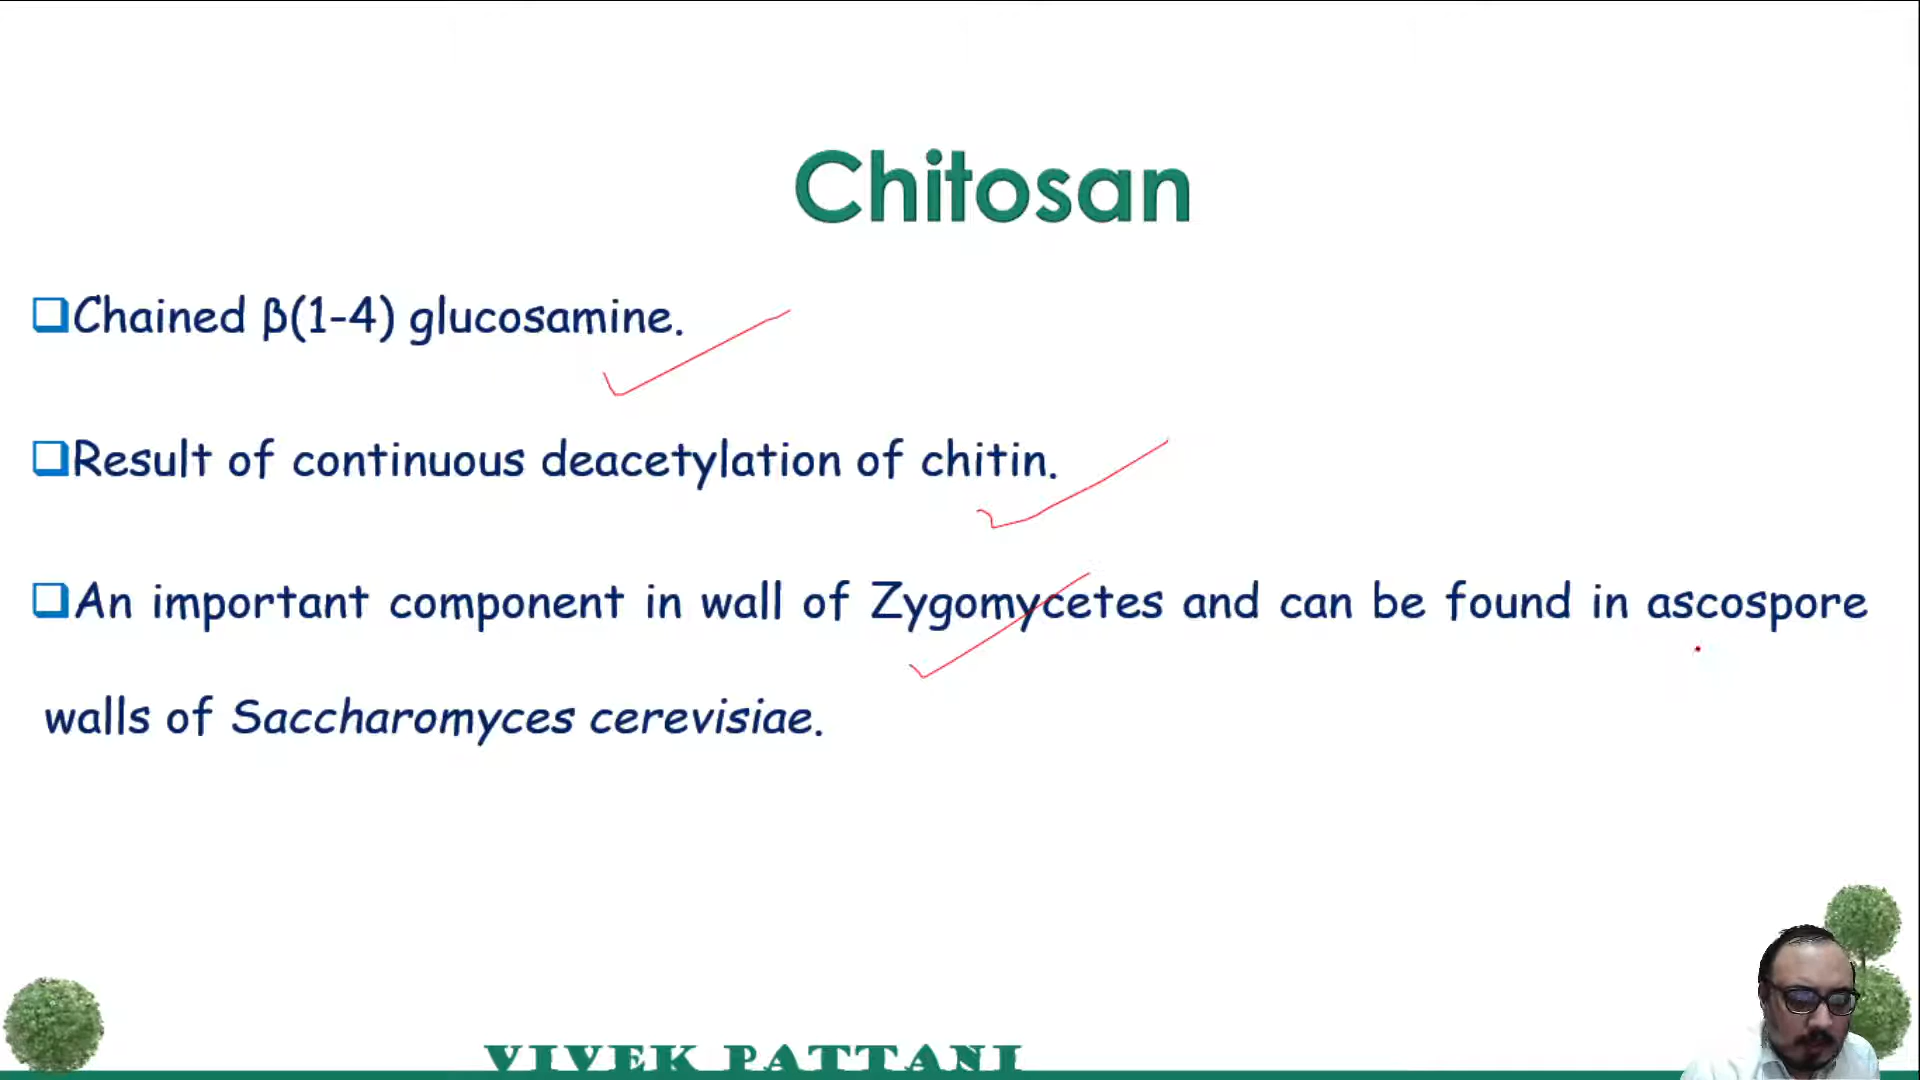 Chitosan
Chained β(1-4) glucosamine.
Result of continuous deacetylation of chitin.
An important component in wall of Zygomycetes and can be found in ascospore
walls of Saccharomyces cerevisiae.
VIVEK PATTANI